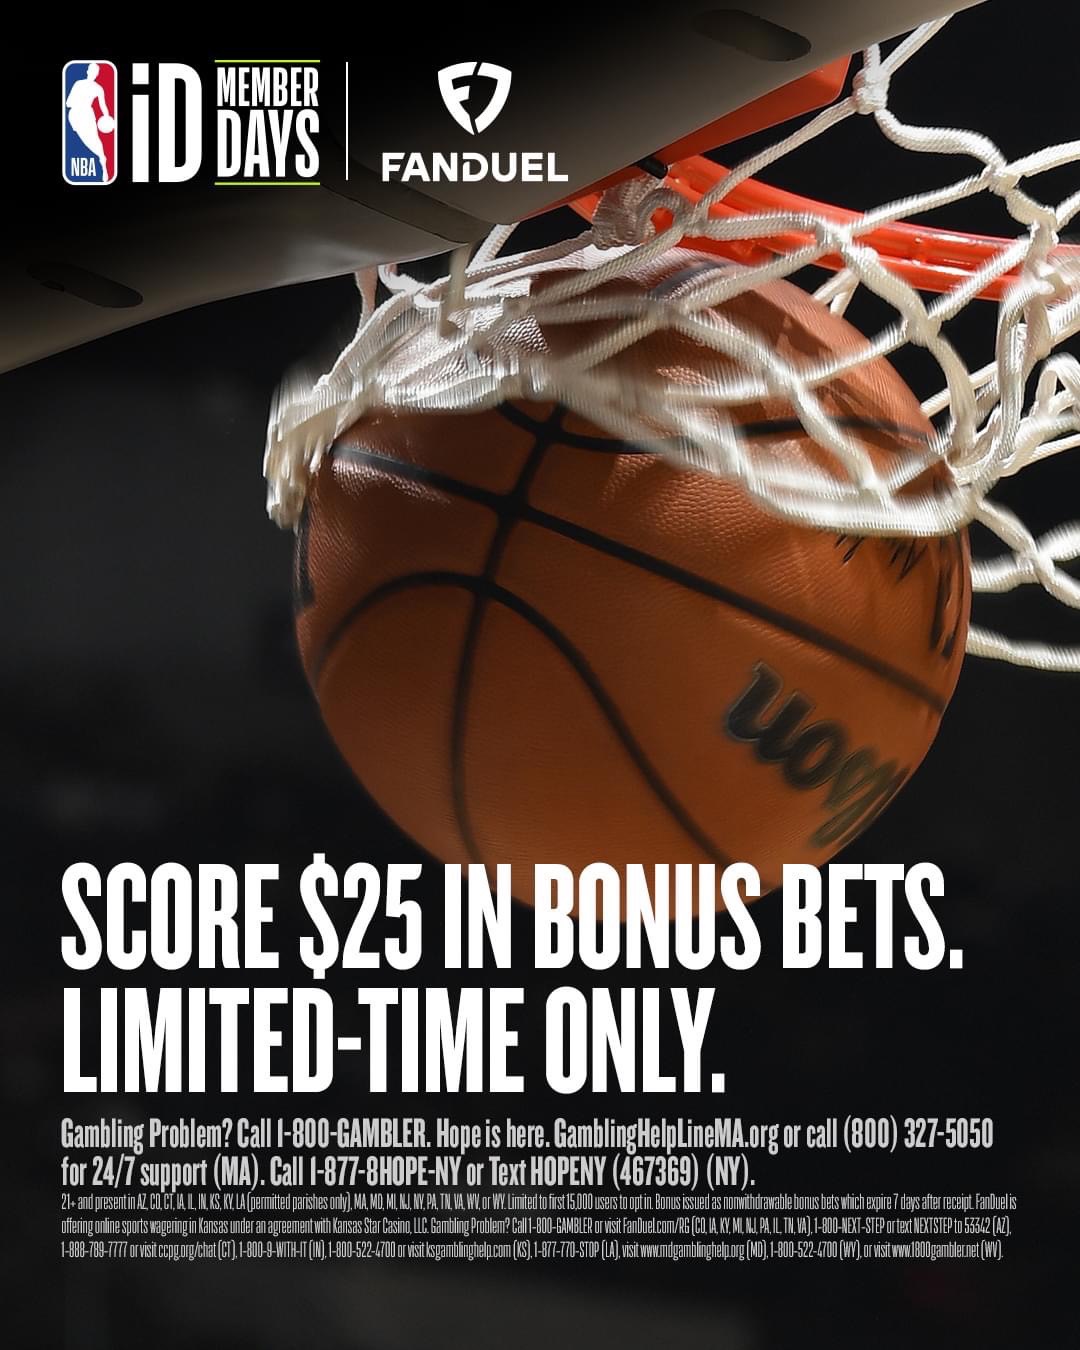 NBA iD MEMBER DAYS
FANDUEL
Wilson
SCORE $25 IN BONUS BETS.
LIMITED-TIME ONLY.
Gambling Problem? Call 1-800-GAMBLER. Hope is here. GamblingHelpLineMA.org or call (800) 327-5050
for 24/7 support (MA). Call 1-877-8HOPE-NY or Text HOPENY (467369) (NY).
21+ and present in AZ, CO, CT, IA, IL, IN, KS, KY, LA (permitted parishes only), MA, MD, MI, NJ, NY, PA, TN, VA, WV, or WY. Limited to first 15,000 users to opt in. Bonus issued as nonwithdrawable bonus bets which expire 7 days after receipt. FanDuel is
offering online sports wagering in Kansas under an agreement with Kansas Star Casino, LLC. Gambling Problem? Call 1-800-GAMBLER or visit FanDuel.com/RG (CO, IA, KY, MI, NJ, PA, IL, TN, VA), 1-800-NEXT-STEP or text NEXTSTEP to 53342 (AZ),
1-888-789-7777 or visit ccpg.org/chat (CT), 1-800-9-WITH-IT (IN), 1-800-522-4700 or visit ksgamblinghelp.com (KS), 1-877-770-STOP (LA), visit www.mdgamblinghelp.org (MD), 1-800-522-4700 (WY), or visit www.1800gambler.net (WV).